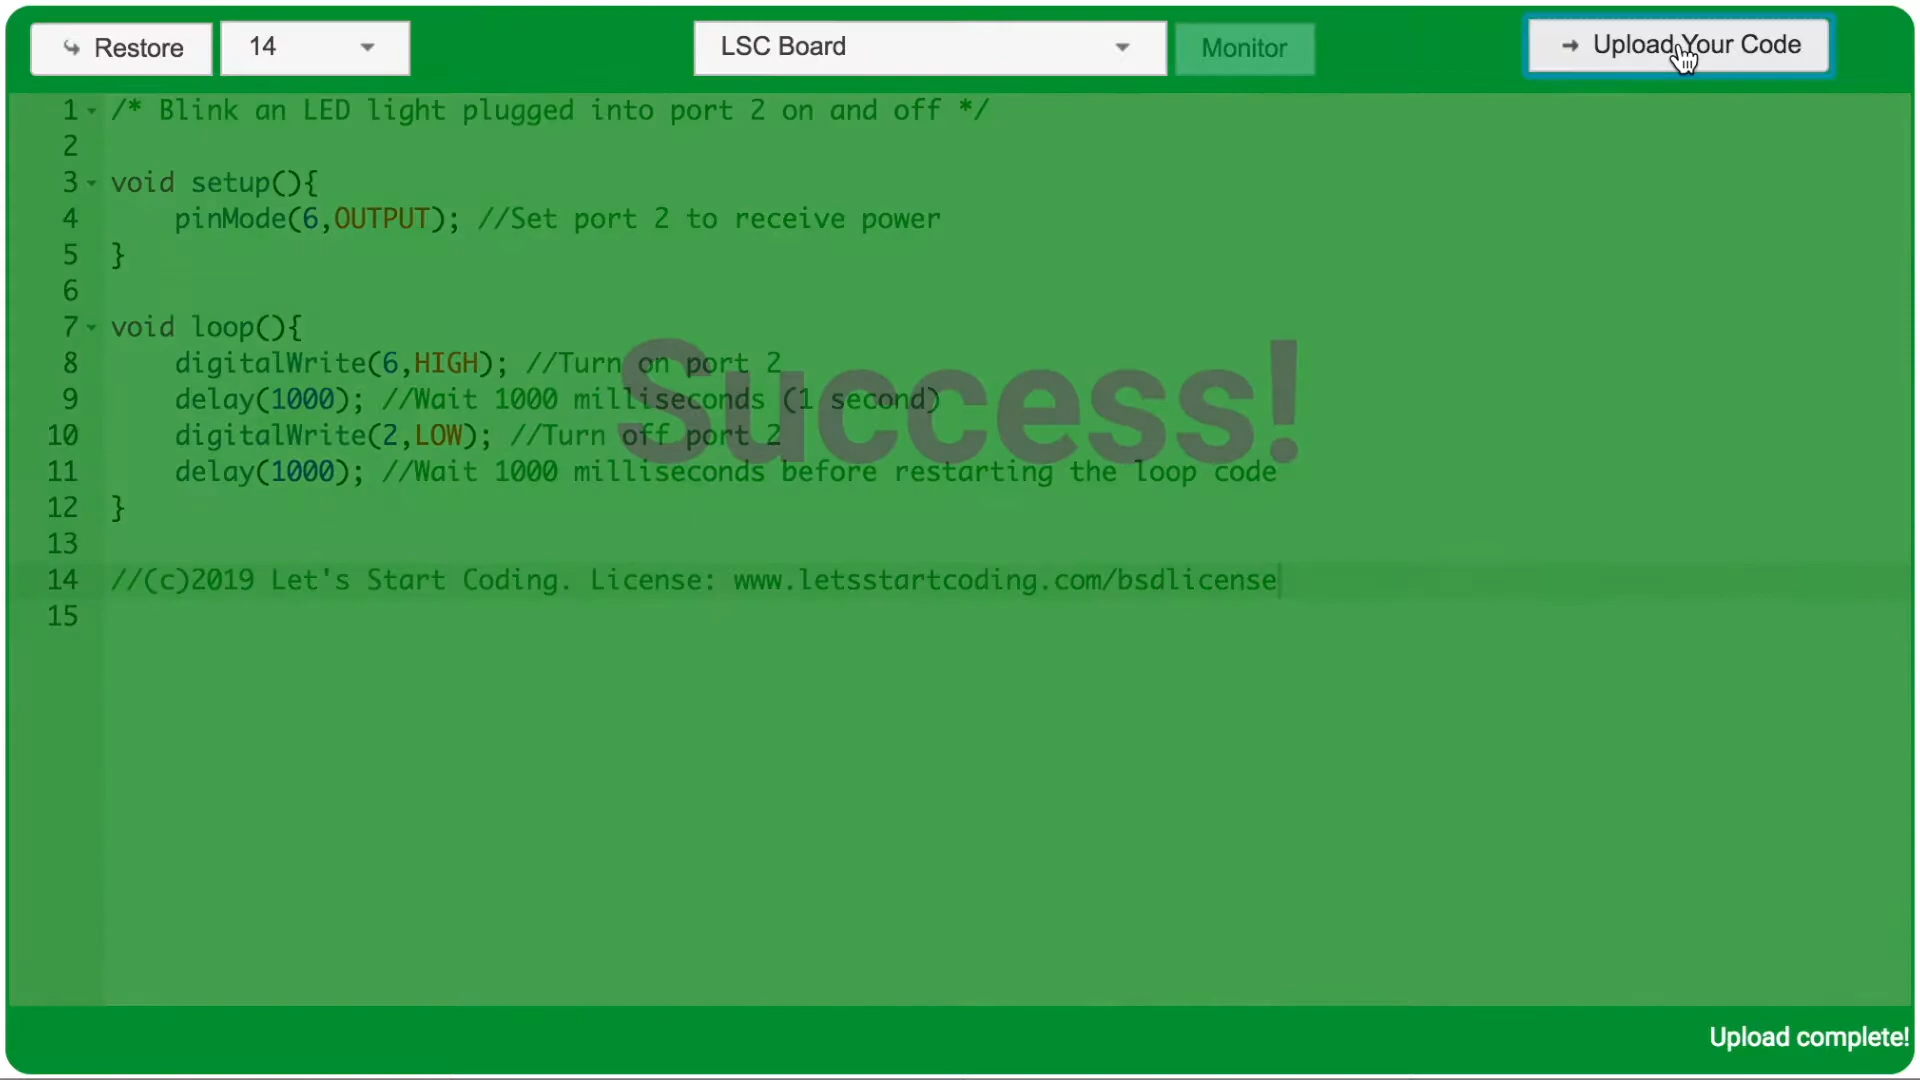 Restore 14 LSC Board Monitor Upload Your Code
1 /* Blink an LED light plugged into port 2 on and off */
2
3 void setup(){
4 pinMode(6,OUTPUT); //Set port 2 to receive power
5 }
6
7 void loop(){
8 digitalWrite(6,HIGH); //Turn on port 2
9 delay(1000); //Wait 1000 milliseconds (1 second)
10 digitalWrite(2,LOW); //Turn off port 2
11 delay(1000); //Wait 1000 milliseconds before restarting the loop code
12 }
13
14 //(c)2019 Let's Start Coding. License: www.letsstartcoding.com/bsdlicense
15
Success!
Upload complete!